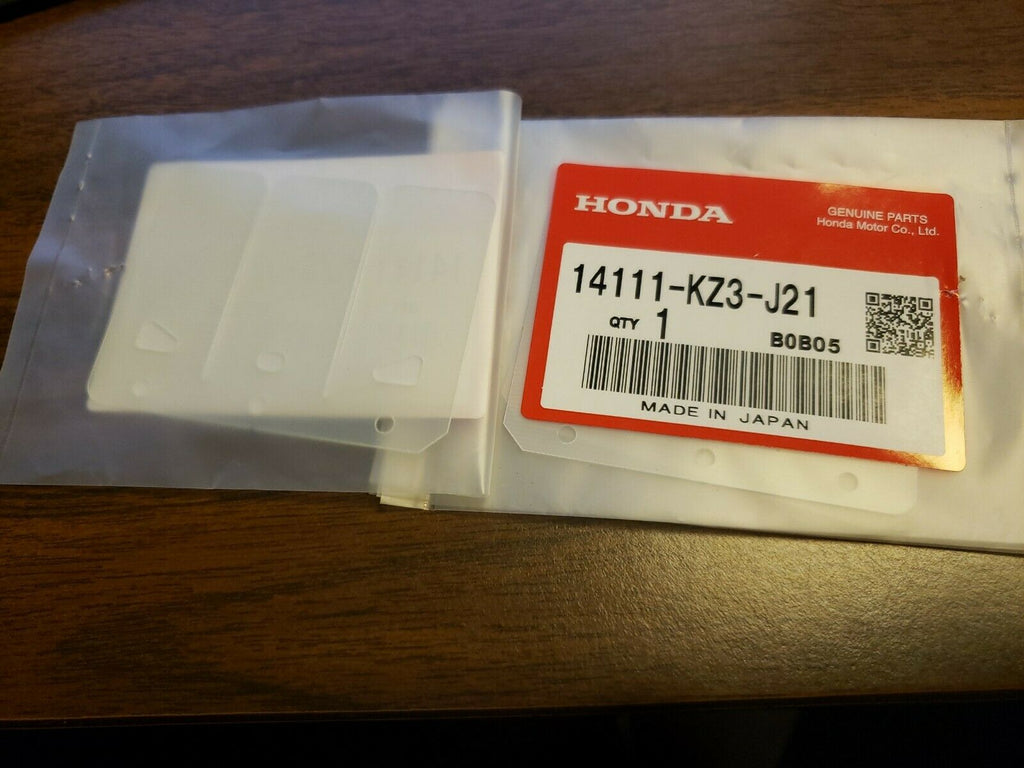 HONDA
GENUINE PARTS
Honda Motor Co., Ltd.
14111-KZ3-J21
QTY 1 B0B05
MADE IN JAPAN